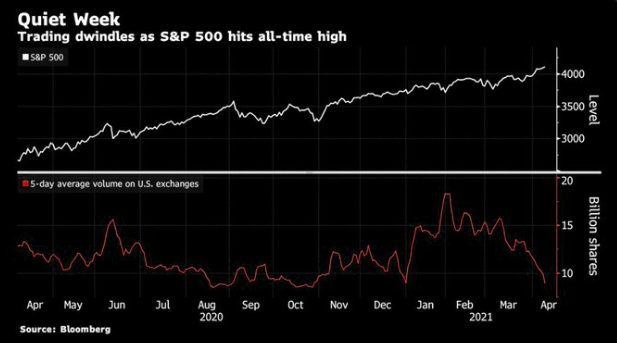 Quiet Week
Trading dwindles as S&P 500 hits all-time high
S&P 500
4000
3500
3000
Level
5-day average volume on U.S. exchanges
20
15
10
Billion shares
Apr May Jun Jul Aug Sep Oct Nov Dec Jan Feb Mar Apr
2020 2021
Source: Bloomberg